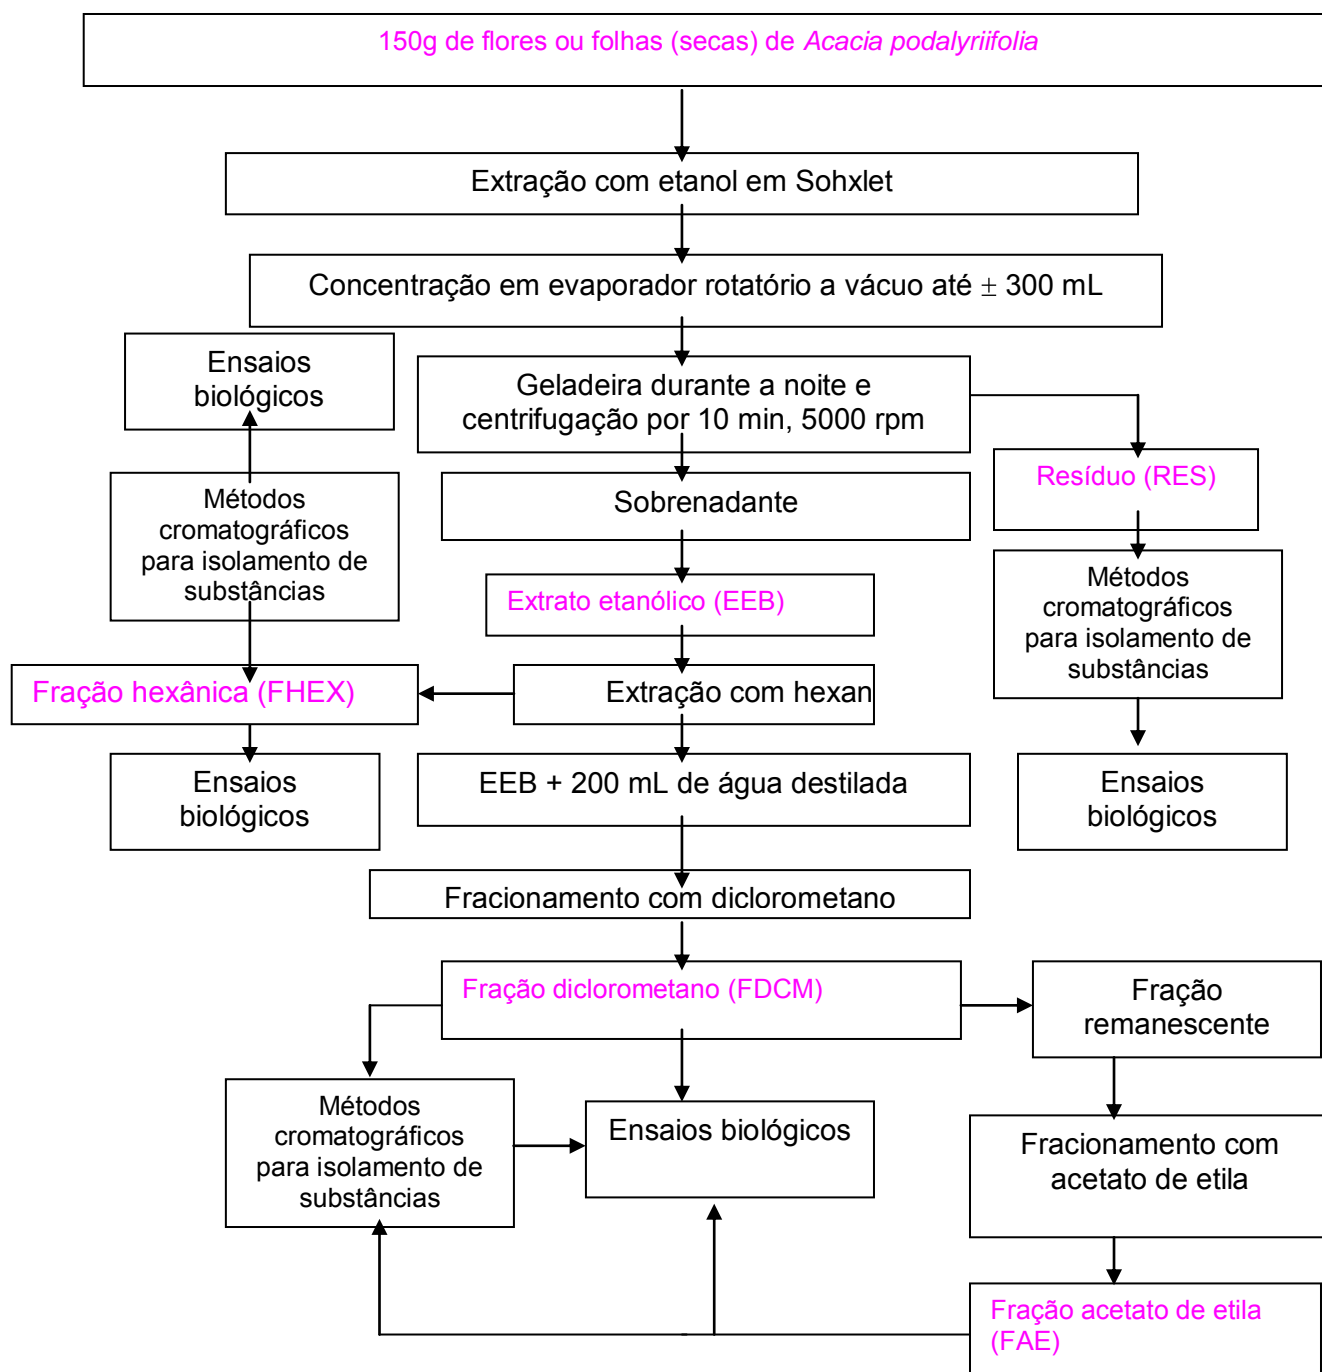 150g de flores ou folhas (secas) de Acacia podalyriifolia
Extração com etanol em Sohxlet
Concentração em evaporador rotatório a vácuo até ± 300 mL
Ensaios
biológicos
Geladeira durante a noite e
centrifugação por 10 min, 5000 rpm
Métodos
cromatográficos
para isolamento de
substâncias
Sobrenadante
Resíduo (RES)
Extrato etanólico (EEB)
Métodos
cromatográficos
para isolamento de
substâncias
Fração hexânica (FHEX)
Extração com hexan
Ensaios
biológicos
EEB + 200 mL de água destilada
Ensaios
biológicos
Fracionamento com diclorometano
Fração diclorometano (FDCM)
Fração
remanescente
Métodos
cromatográficos
para isolamento de
substâncias
Ensaios biológicos
Fracionamento com
acetato de etila
Fração acetato de etila
(FAE)